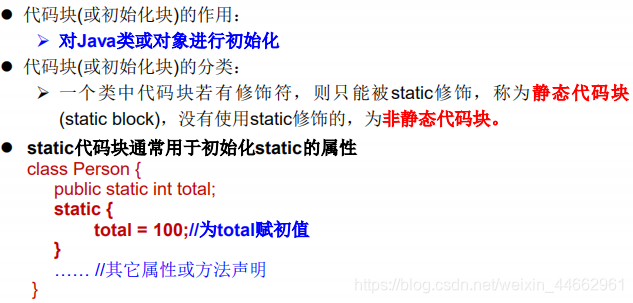 ● 代码块(或初始化块)的作用：
➢ 对Java类或对象进行初始化
● 代码块(或初始化块)的分类：
➢ 一个类中代码块若有修饰符，则只能被static修饰，称为静态代码块
(static block)，没有使用static修饰的，为非静态代码块。
● static代码块通常用于初始化static的属性
class Person {
public static int total;
static {
total = 100;//为total赋初值
}
…… //其它属性或方法声明
}
https://blog.csdn.net/weixin_44662961